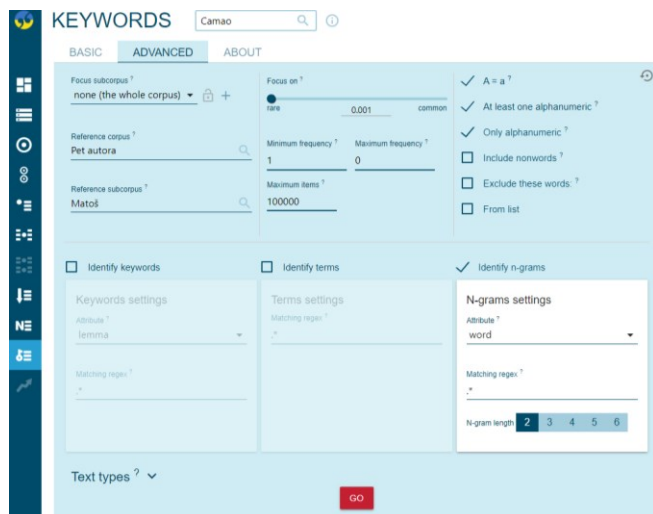 KEYWORDS
Camao
BASIC
ADVANCED
ABOUT
Focus subcorpus ?
none (the whole corpus)
Reference corpus ?
Pet autora
Reference subcorpus ?
Matoš
Focus on ?
rare
0.001
common
Minimum frequency ?
1
Maximum frequency ?
0
Maximum items ?
100000
A = a ?
At least one alphanumeric ?
Only alphanumeric ?
Include nonwords ?
Exclude these words: ?
From list
Identify keywords
Keywords settings
Attribute ?
lemma
Matching regex ?
.*
Identify terms
Terms settings
Matching regex ?
.*
Identify n-grams
N-grams settings
Attribute ?
word
Matching regex ?
.*
N-gram length 2 3 4 5 6
Text types ?
GO